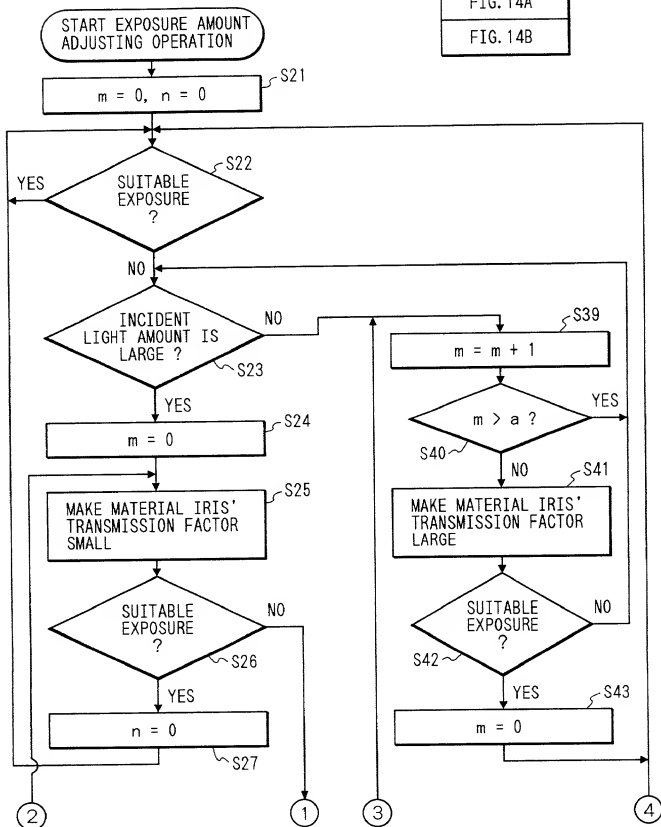 FIG. 14A
FIG. 14B
START EXPOSURE AMOUNT
ADJUSTING OPERATION
S21
m = 0, n = 0
S22
YES
SUITABLE
EXPOSURE
?
NO
INCIDENT
LIGHT AMOUNT IS
LARGE ?
NO
S23
YES
S24
m = 0
S25
MAKE MATERIAL IRIS'
TRANSMISSION FACTOR
SMALL
SUITABLE
EXPOSURE
?
NO
S26
YES
n = 0
S27
2
1
S39
m = m + 1
YES
m > a ?
S40
NO
S41
MAKE MATERIAL IRIS'
TRANSMISSION FACTOR
LARGE
SUITABLE
EXPOSURE
?
NO
S42
YES
S43
m = 0
3
4